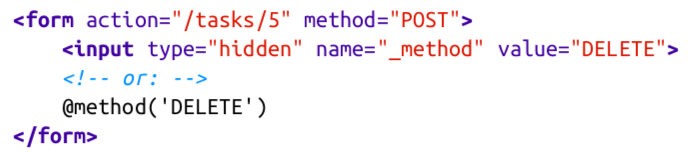 <form action="/tasks/5" method="POST">
    <input type="hidden" name="_method" value="DELETE">
    <!-- or: -->
    @method('DELETE')
</form>